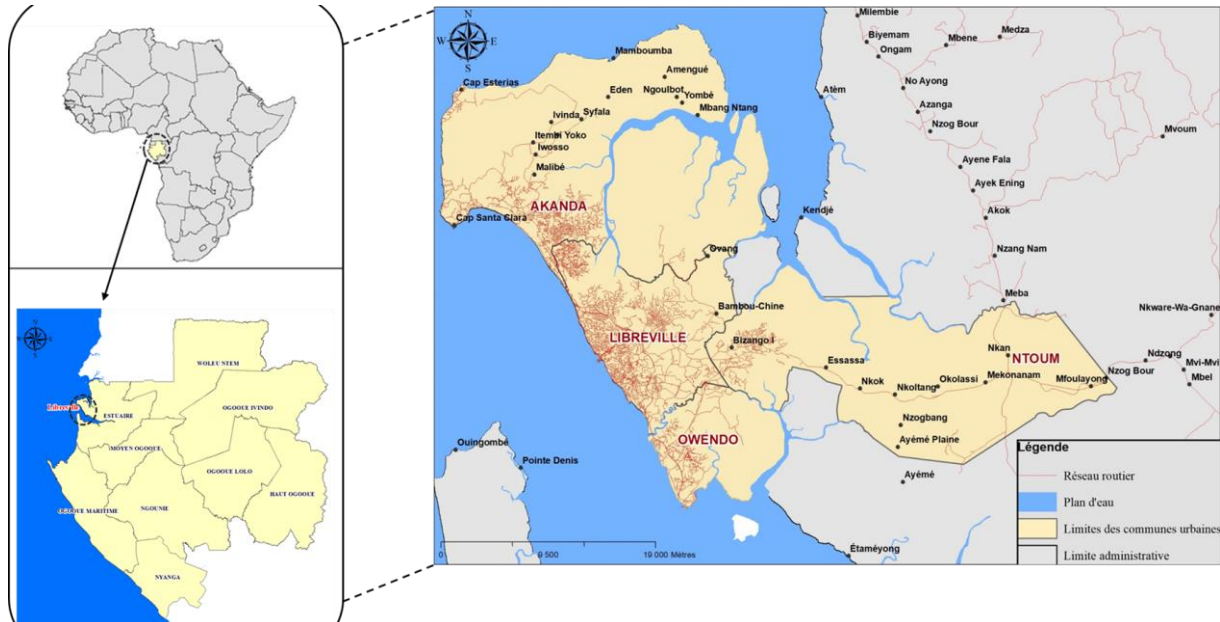 WOLEU NTEM
OGOOUE IVINDO
ESTUAIRE
MOYEN OGOOUE
OGOOUE LOLO
HAUT OGOOUE
OGOOUE MARITIME
NGOUNIE
NYANGA
N
W
E
S
Milembie
Biyemam
Ongam
Mbene
Medza
Mamboumba
Amengué
No Ayong
Cap Esterias
Eden
Ngoulbot
Yombé
Atèm
Azanga
Mbang Ntang
Ivinda
Syfala
Nzog Bour
Mvoum
Itembi Yoko
Iwosso
Malibé
Ayene Fala
Ayek Ening
AKANDA
Cap Santa Clara
Kendjé
Akok
Ovang
Nzang Nam
Meba
Bambou-Chine
Nkware-Wa-Gnane
LIBREVILLE
Bizango I
Nkan
NTOUM
Ndzong
Mvi-Mvi
Essassa
Nzog Bour
Mbel
Nkok
Nkoltang
Okolassi
Mekonanam
Mfoulayong
Nzogbang
OWENDO
Ayémé Plaine
Ouingombé
Pointe Denis
Ayémé
Étaméyong
0
9 500
19 000 Mètres
Légende
Réseau routier
Plan d'eau
Limites des communes urbaines
Limite administrative